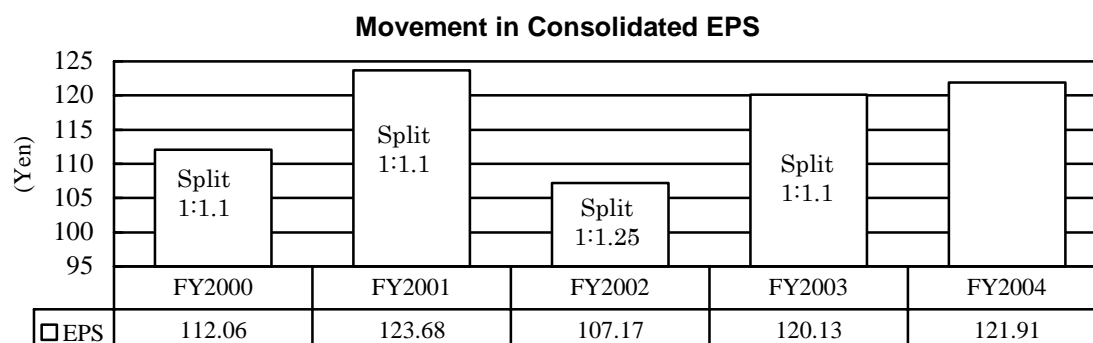 Movement in Consolidated EPS
(Yen)
125
120
115
110
105
100
95
Split
1:1.1
Split
1:1.1
Split
1:1.25
Split
1:1.1
FY2000 FY2001 FY2002 FY2003 FY2004
EPS 112.06 123.68 107.17 120.13 121.91